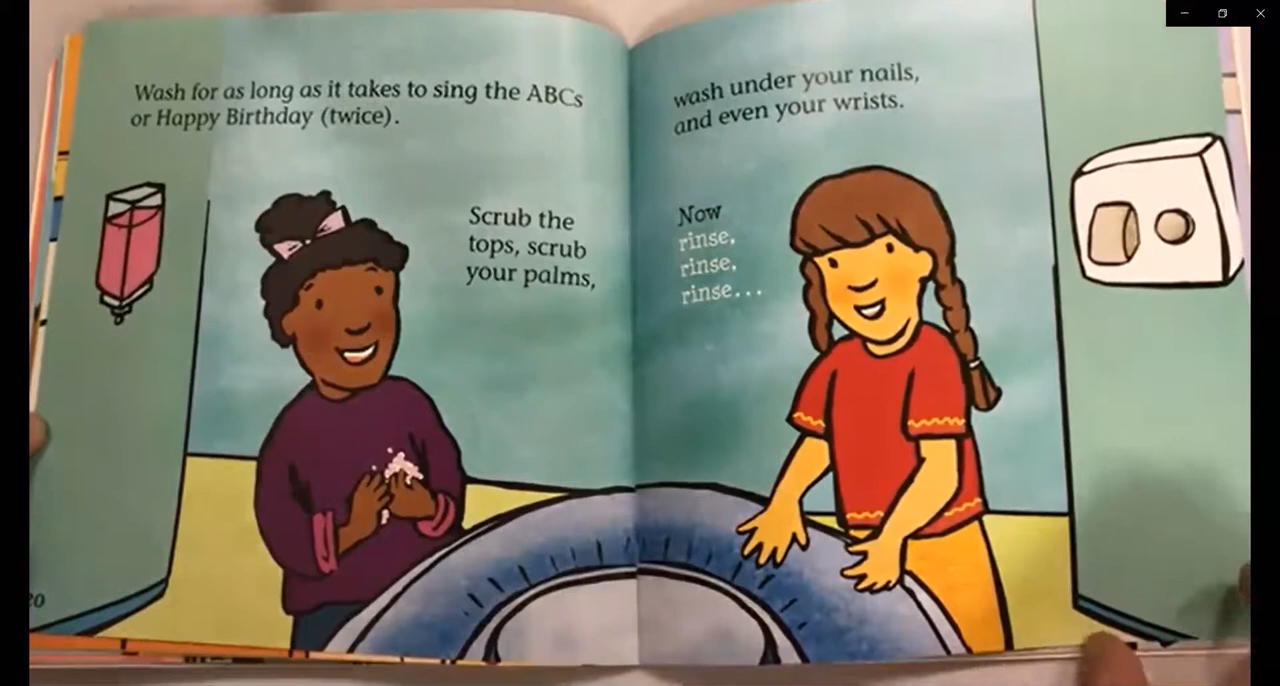 Wash for as long as it takes to sing the ABCs
or Happy Birthday (twice).
Scrub the
tops, scrub
your palms,
wash under your nails,
and even your wrists.
Now
rinse,
rinse,
rinse...